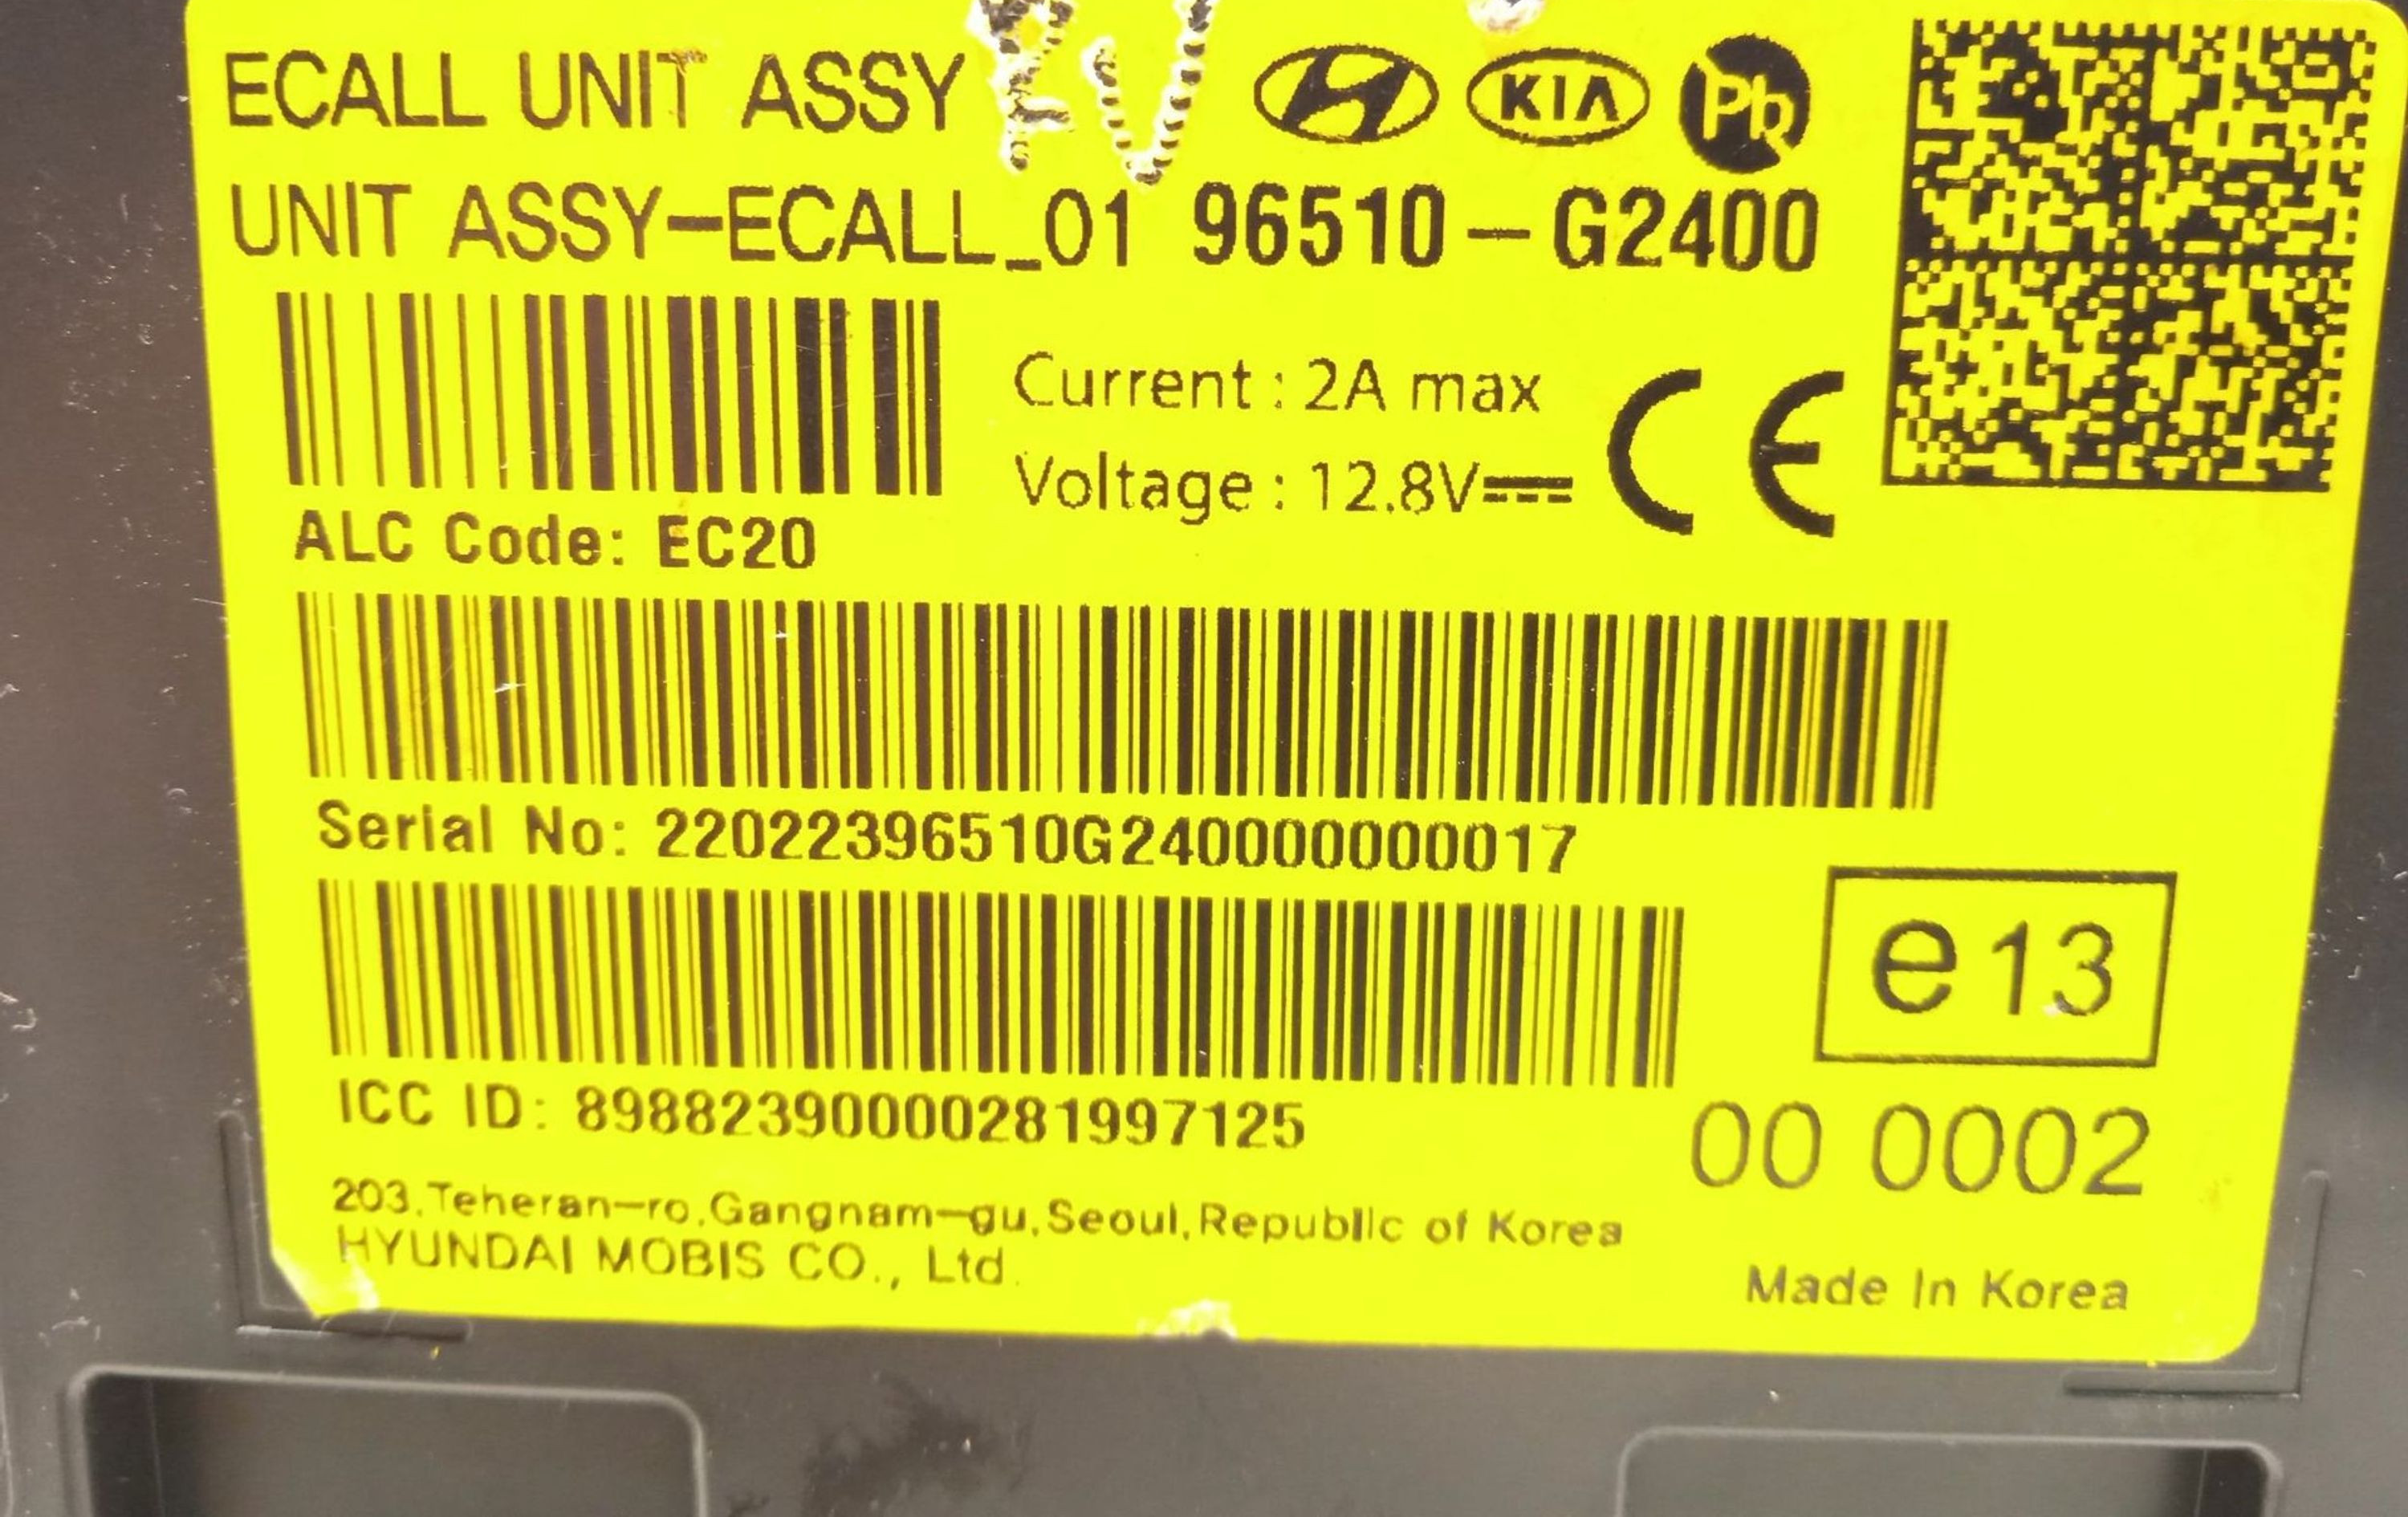 ECALL UNIT ASSY
KIA
Pb
UNIT ASSY-ECALL_01 96510-G2400
Current : 2A max
Voltage : 12.8V
CE
ALC Code: EC20
Serial No: 22022396510G240000000017
e13
ICC ID: 89882390000281997125
00 0002
203,Teheran-ro,Gangnam-gu,Seoul,Republic of Korea
HYUNDAI MOBIS CO., Ltd.
Made In Korea